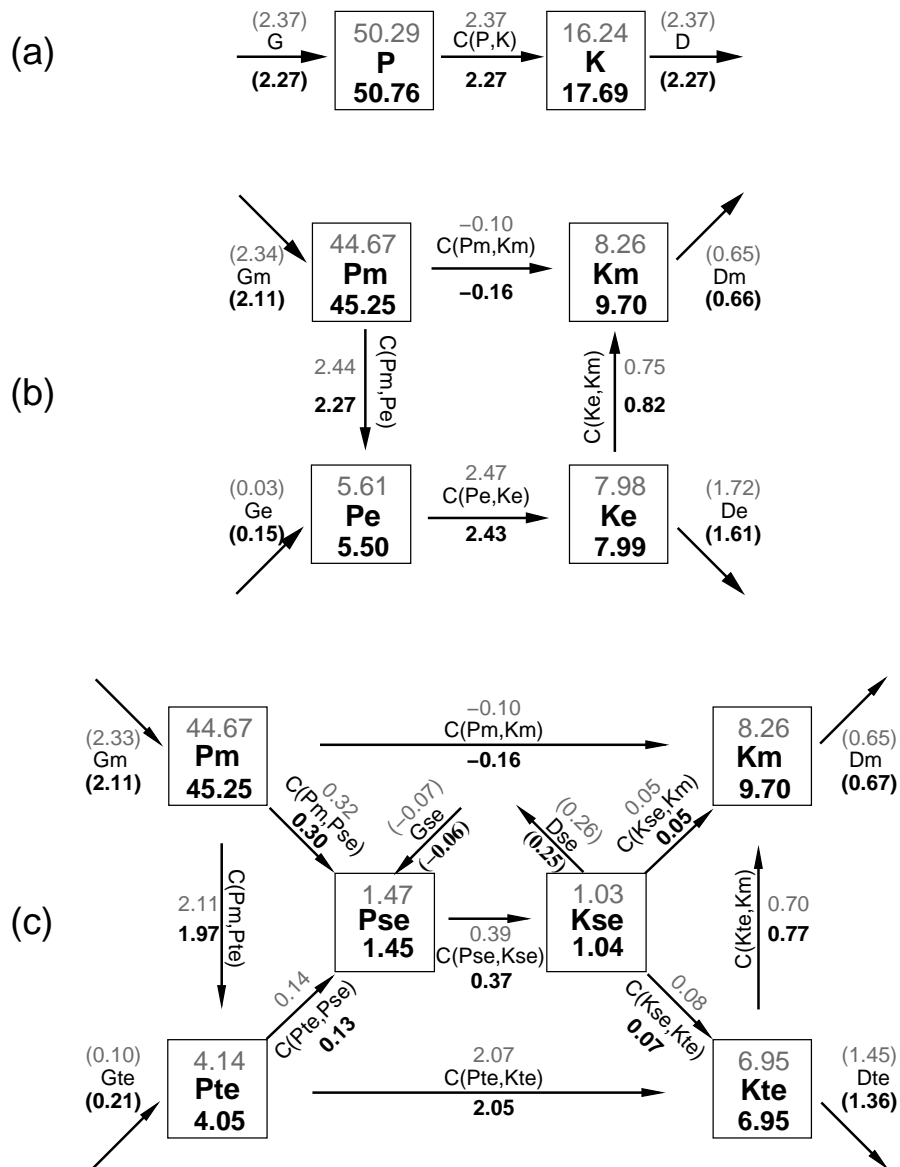 (a)
(2.37)
G
(2.27)
50.29
P
50.76
2.37
C(P,K)
2.27
16.24
K
17.69
(2.37)
D
(2.27)
(b)
(2.34)
Gm
(2.11)
44.67
Pm
45.25
−0.10
C(Pm,Km)
−0.16
8.26
Km
9.70
(0.65)
Dm
(0.66)
2.44
2.27
C(Pm,Pe)
C(Ke,Km)
0.75
0.82
(0.03)
Ge
(0.15)
5.61
Pe
5.50
2.47
C(Pe,Ke)
2.43
7.98
Ke
7.99
(1.72)
De
(1.61)
(c)
(2.33)
Gm
(2.11)
44.67
Pm
45.25
−0.10
C(Pm,Km)
−0.16
8.26
Km
9.70
(0.65)
Dm
(0.67)
0.32
C(Pm,Pse)
0.30
(−0.07)
Gse
(−0.06)
(0.26)
Dse
(0.25)
0.05
C(Kse,Km)
0.05
2.11
1.97
C(Pm,Pte)
1.47
Pse
1.45
0.39
C(Pse,Kse)
0.37
1.03
Kse
1.04
C(Kte,Km)
0.70
0.77
0.14
C(Pte,Pse)
0.13
0.08
C(Kse,Kte)
0.07
(0.10)
Gte
(0.21)
4.14
Pte
4.05
2.07
C(Pte,Kte)
2.05
6.95
Kte
6.95
(1.45)
Dte
(1.36)